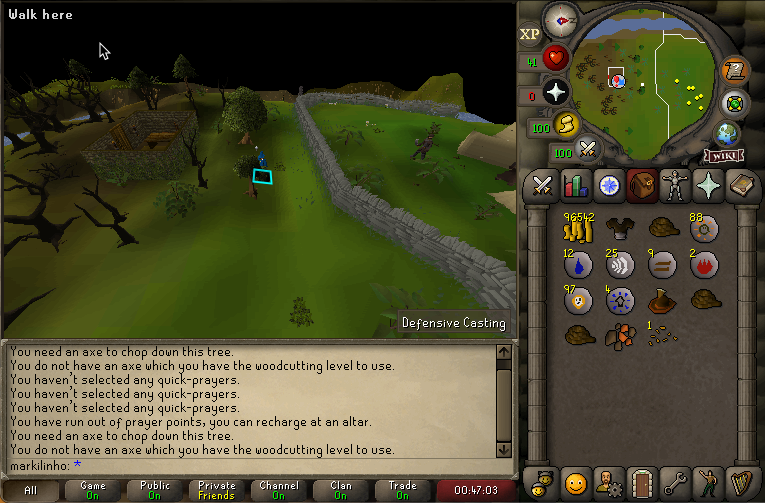 Walk here
XP
41
0
100
100
WIKI
96542
88
12
25
9
2
97
4
1
Defensive Casting
You need an axe to chop down this tree.
You do not have an axe which you have the woodcutting level to use.
You haven't selected any quick-prayers.
You haven't selected any quick-prayers.
You haven't selected any quick-prayers.
You have run out of prayer points, you can recharge at an altar.
You need an axe to chop down this tree.
You do not have an axe which you have the woodcutting level to use.
markilinho: *
All
Game
On
Public
On
Private
Friends
Channel
On
Clan
On
Trade
On
00:47:03